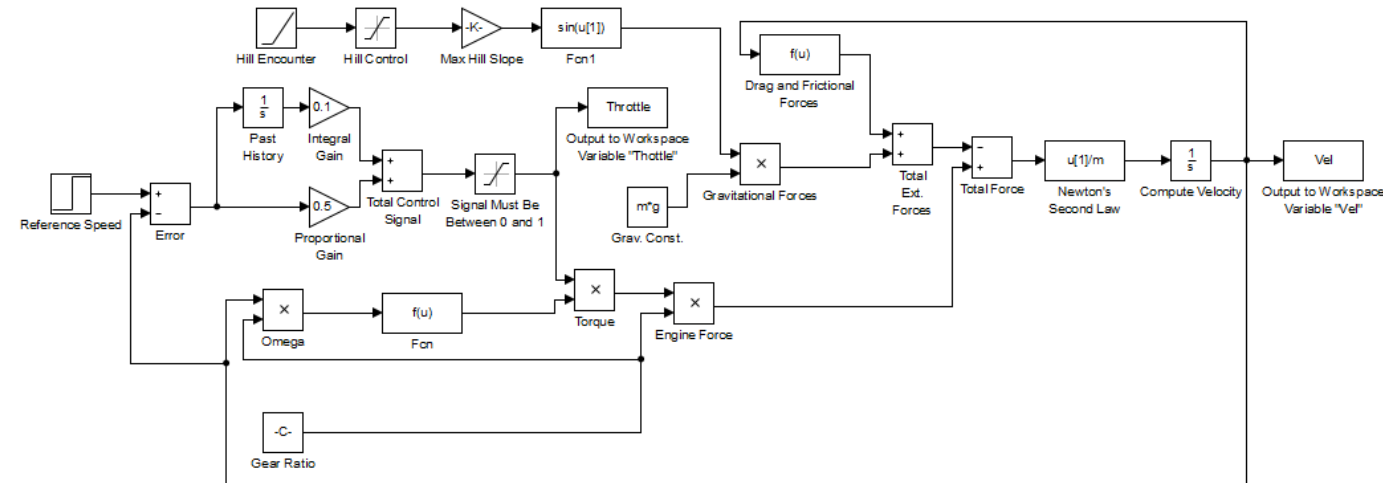 -K-
sin(u[1])
Hill Encounter
Hill Control
Max Hill Slope
Fcn1
f(u)
Drag and Frictional
Forces
1
s
0.1
Past
History
Integral
Gain
Throttle
Output to Workspace
Variable "Thottle"
+
+
Total Control
Signal
Signal Must Be
Between 0 and 1
×
Gravitational Forces
m*g
Grav. Const.
+
+
Total
Ext.
Forces
−
+
Total Force
u[1]/m
Newton's
Second Law
1
s
Compute Velocity
Vel
Output to Workspace
Variable "Vel"
Reference Speed
+
−
Error
0.5
Proportional
Gain
×
Omega
f(u)
Fcn
×
Torque
×
Engine Force
-C-
Gear Ratio